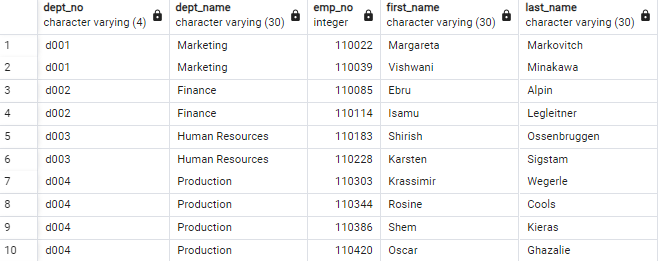 dept_no dept_name emp_no first_name last_name
character varying (4) character varying (30) integer character varying (30) character varying (30)
1 d001 Marketing 110022 Margareta Markovitch
2 d001 Marketing 110039 Vishwani Minakawa
3 d002 Finance 110085 Ebru Alpin
4 d002 Finance 110114 Isamu Legleitner
5 d003 Human Resources 110183 Shirish Ossenbruggen
6 d003 Human Resources 110228 Karsten Sigstam
7 d004 Production 110303 Krassimir Wegerle
8 d004 Production 110344 Rosine Cools
9 d004 Production 110386 Shem Kieras
10 d004 Production 110420 Oscar Ghazalie